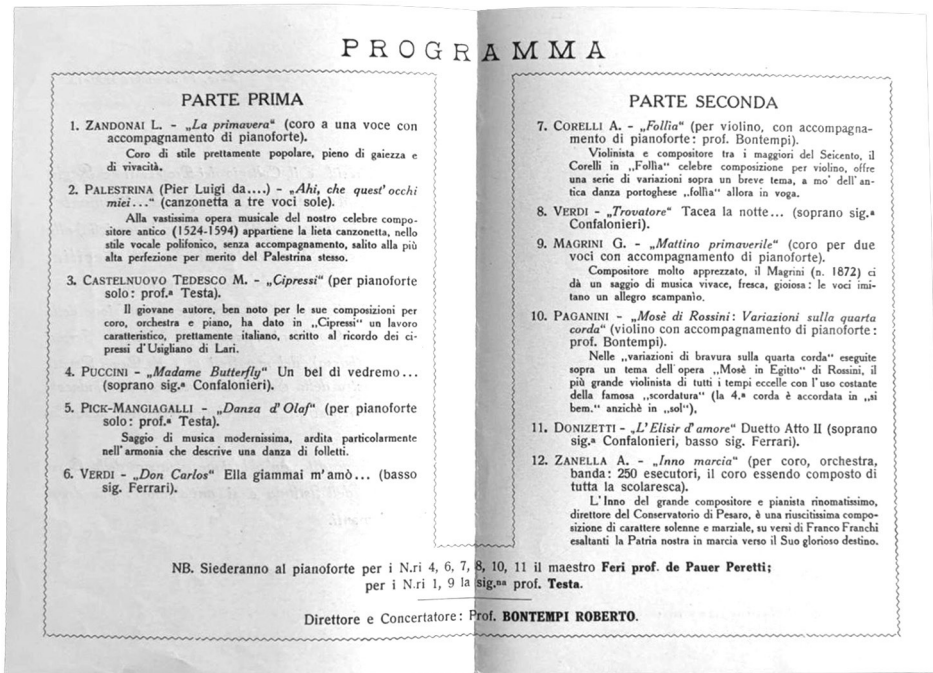 PROGRAMMA
PARTE PRIMA
1. ZANDONAI L. - „La primavera“ (coro a una voce con
accompagnamento di pianoforte).
Coro di stile prettamente popolare, pieno di gaiezza e
di vivacità.
2. PALESTRINA (Pier Luigi da....) - „Ahi, che quest' occhi
miei...“ (canzonetta a tre voci sole).
Alla vastissima opera musicale del nostro celebre compo-
sitore antico (1524-1594) appartiene la lieta canzonetta, nello
stile vocale polifonico, senza accompagnamento, salito alla più
alta perfezione per merito del Palestrina stesso.
3. CASTELNUOVO TEDESCO M. - „Cipressi“ (per pianoforte
solo: prof.ª Testa).
Il giovane autore, ben noto per le sue composizioni per
coro, orchestra e piano, ha dato in „Cipressi“ un lavoro
caratteristico, prettamente italiano, scritto al ricordo dei ci-
pressi d'Usigliano di Lari.
4. PUCCINI - „Madame Butterfly“ Un bel dì vedremo...
(soprano sig.ª Confalonieri).
5. PICK-MANGIAGALLI - „Danza d' Olaf“ (per pianoforte
solo: prof.ª Testa).
Saggio di musica modernissima, ardita particolarmente
nell'armonia che descrive una danza di folletti.
6. VERDI - „Don Carlos“ Ella giammai m'amò... (basso
sig. Ferrari).
PARTE SECONDA
7. CORELLI A. - „Follìa“ (per violino, con accompagna-
mento di pianoforte: prof. Bontempi).
Violinista e compositore tra i maggiori del Seicento, il
Corelli in „Follìa“ celebre composizione per violino, offre
una serie di variazioni sopra un breve tema, a mo' dell'an-
tica danza portoghese „follìa“ allora in voga.
8. VERDI - „Trovatore“ Tacea la notte... (soprano sig.ª
Confalonieri).
9. MAGRINI G. - „Mattino primaverile“ (coro per due
voci con accompagnamento di pianoforte).
Compositore molto apprezzato, il Magrini (n. 1872) ci
dà un saggio di musica vivace, fresca, gioiosa: le voci imi-
tano un allegro scampanìo.
10. PAGANINI - „Mosè di Rossini: Variazioni sulla quarta
corda“ (violino con accompagnamento di pianoforte:
prof. Bontempi).
Nelle „variazioni di bravura sulla quarta corda“ eseguite
sopra un tema dell'opera „Mosè in Egitto“ di Rossini, il
più grande violinista di tutti i tempi eccelle con l'uso costante
della famosa „scordatura“ (la 4.ª corda è accordata in „si
bem.“ anzichè in „sol“),
11. DONIZETTI - „L'Elisir d'amore“ Duetto Atto II (soprano
sig.ª Confalonieri, basso sig. Ferrari).
12. ZANELLA A. - „Inno marcia“ (per coro, orchestra,
banda: 250 esecutori, il coro essendo composto di
tutta la scolaresca).
L' Inno del grande compositore e pianista rinomatissimo,
direttore del Conservatorio di Pesaro, è una riuscitissima compo-
sizione di carattere solenne e marziale, su versi di Franco Franchi
esaltanti la Patria nostra in marcia verso il Suo glorioso destino.
NB. Siederanno al pianoforte per i N.ri 4, 6, 7, 8, 10, 11 il maestro Feri prof. de Pauer Peretti;
per i N.ri 1, 9 la sig.na prof. Testa.
Direttore e Concertatore: Prof. BONTEMPI ROBERTO.